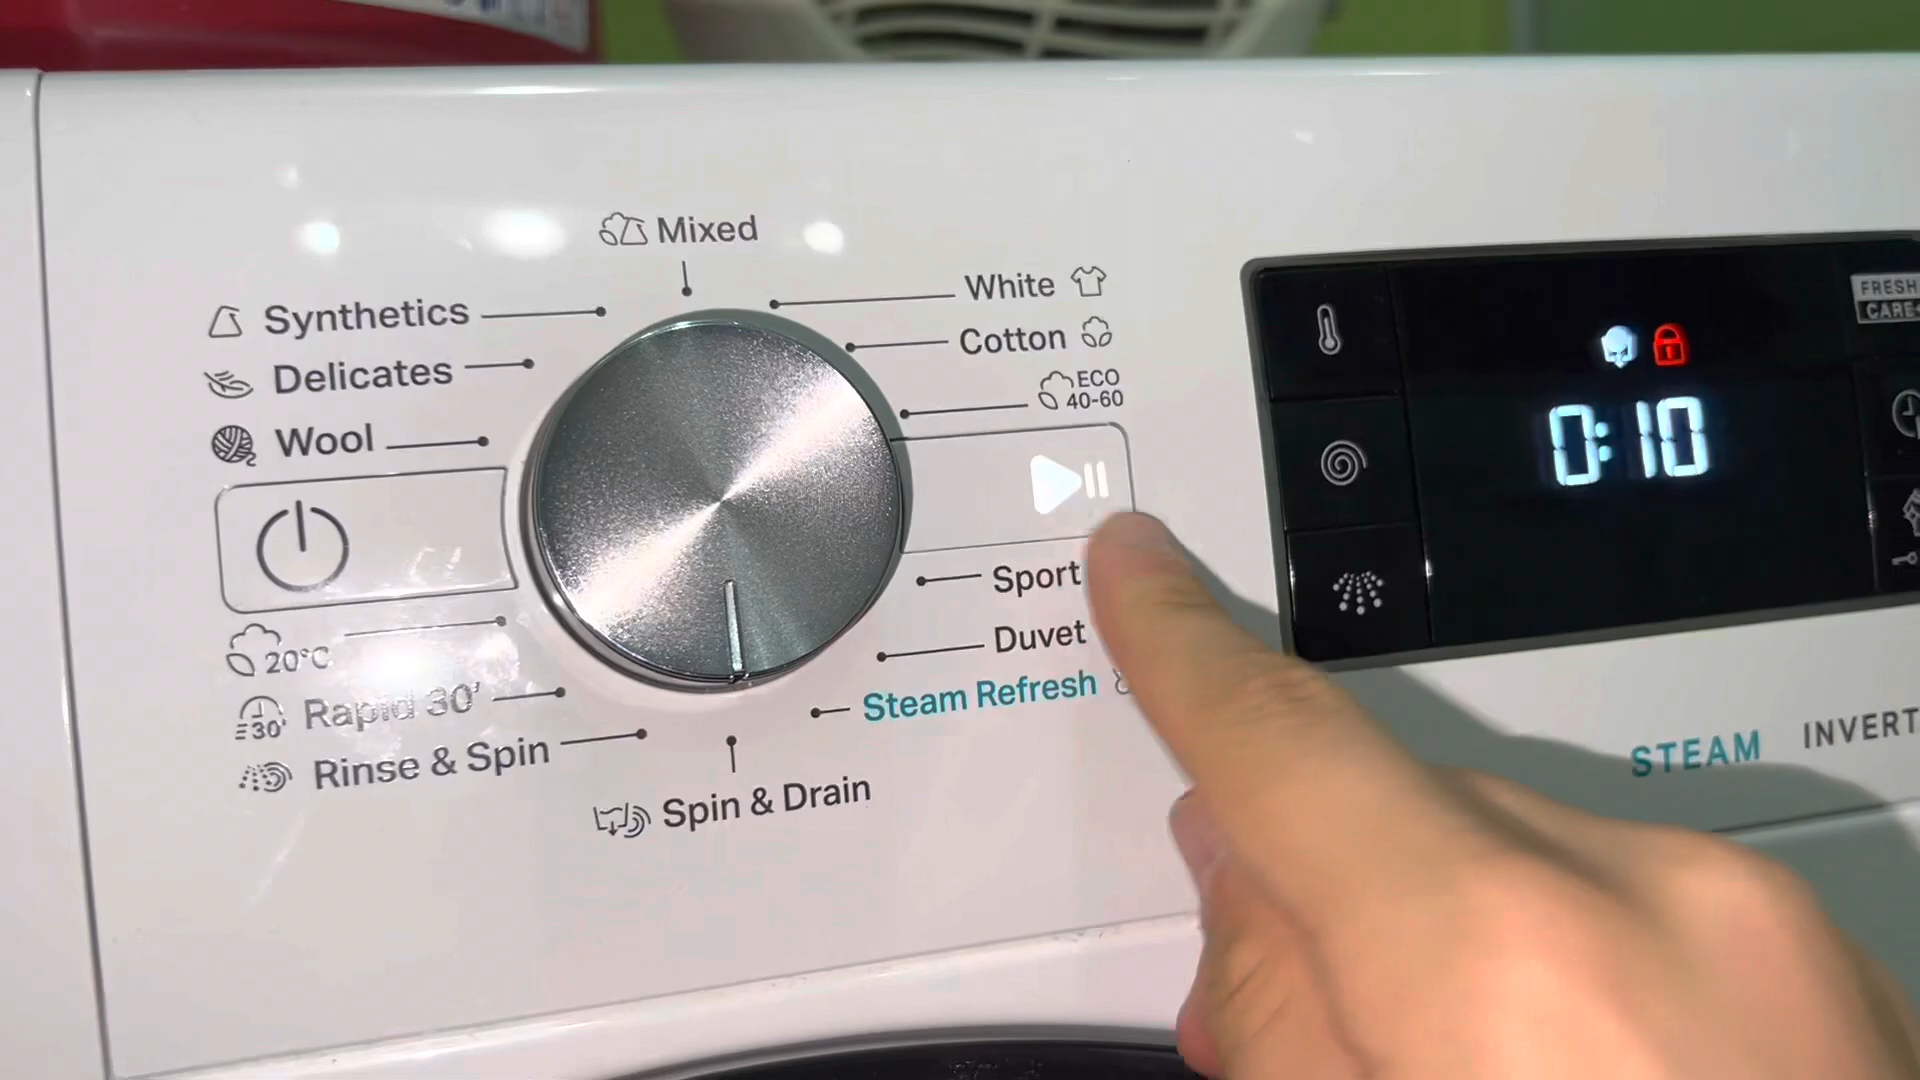 Mixed
Synthetics
White
Delicates
Cotton
ECO
40-60
Wool
20°C
Sport
Duvet
Rapid 30'
30'
Steam Refresh
Rinse & Spin
Spin & Drain
FRESH
CARE+
0:10
STEAM
INVERT